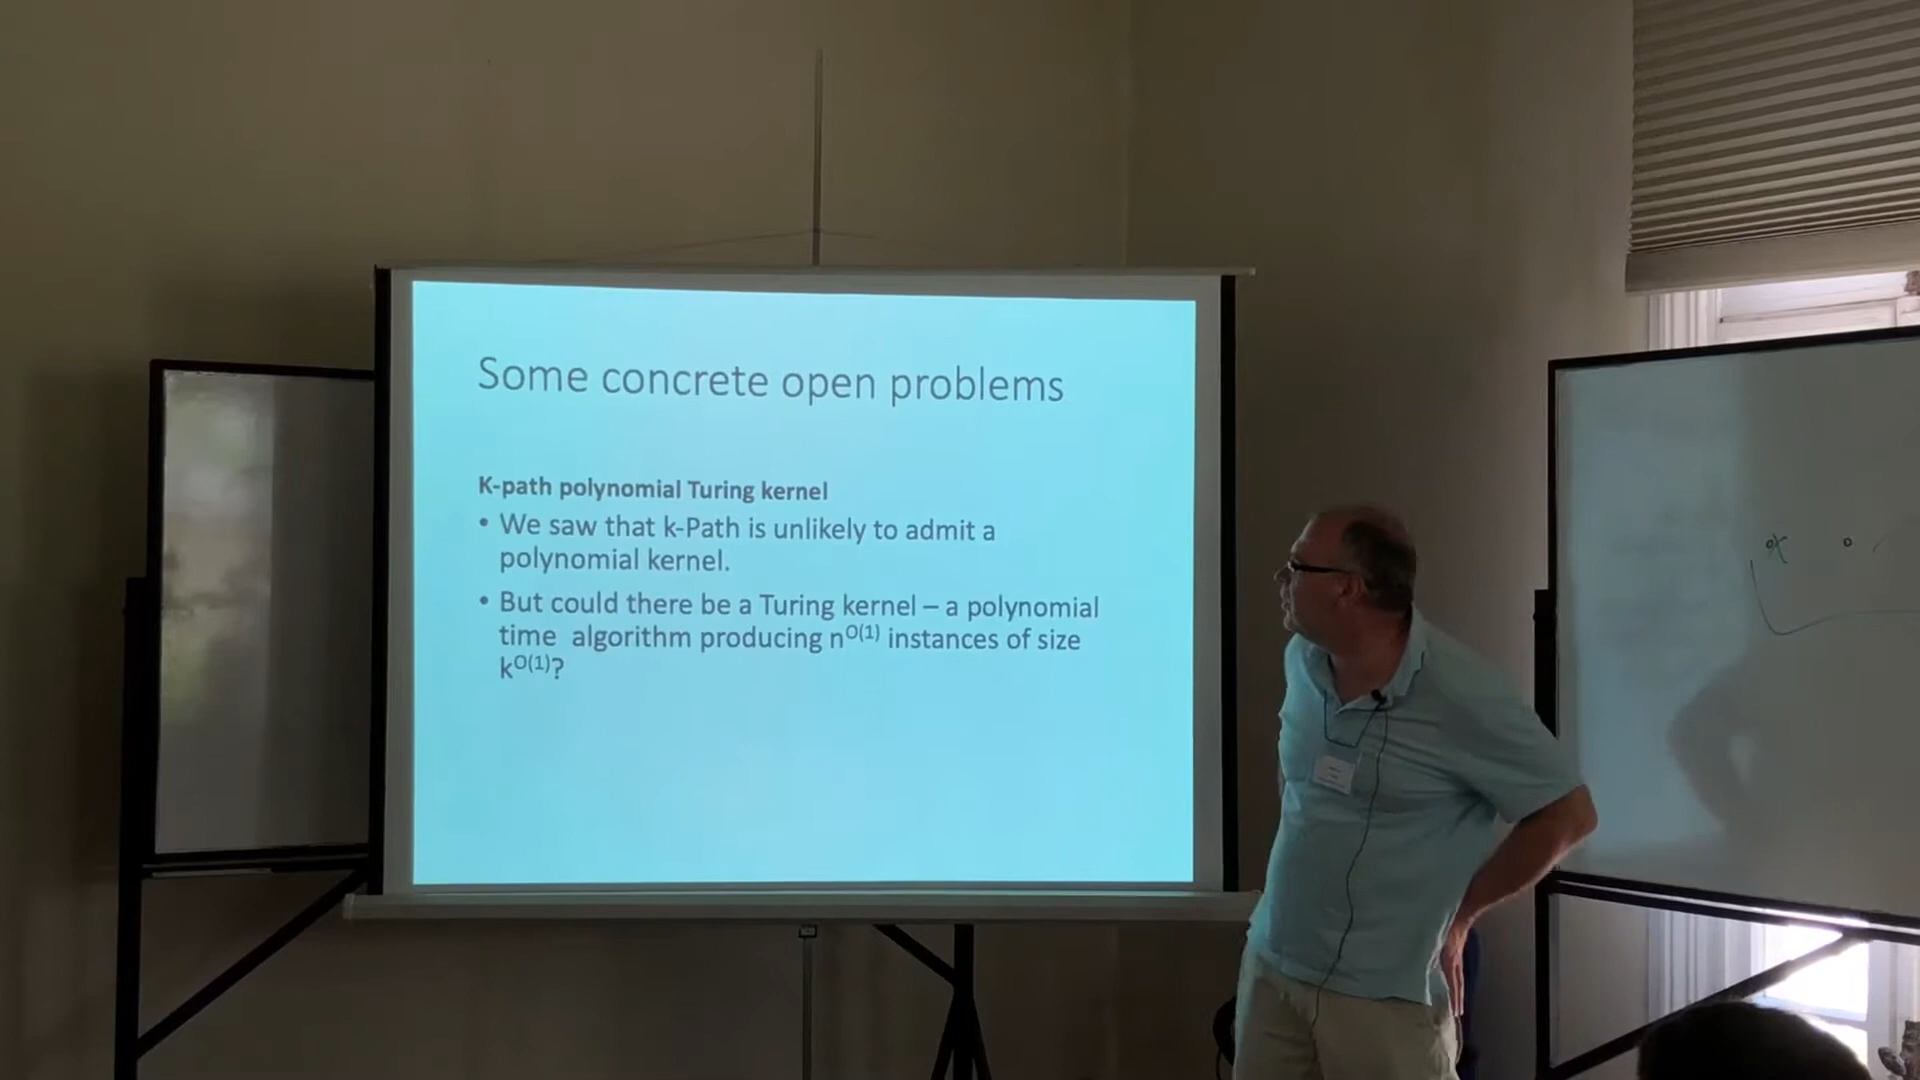 Some concrete open problems
K-path polynomial Turing kernel
• We saw that k-Path is unlikely to admit a
polynomial kernel.
• But could there be a Turing kernel – a polynomial
time algorithm producing n^O(1) instances of size
k^O(1)?